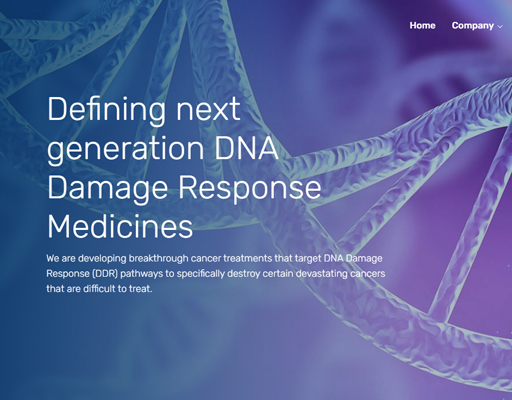 Home Company
Defining next
generation DNA
Damage Response
Medicines
We are developing breakthrough cancer treatments that target DNA Damage
Response (DDR) pathways to specifically destroy certain devastating cancers
that are difficult to treat.